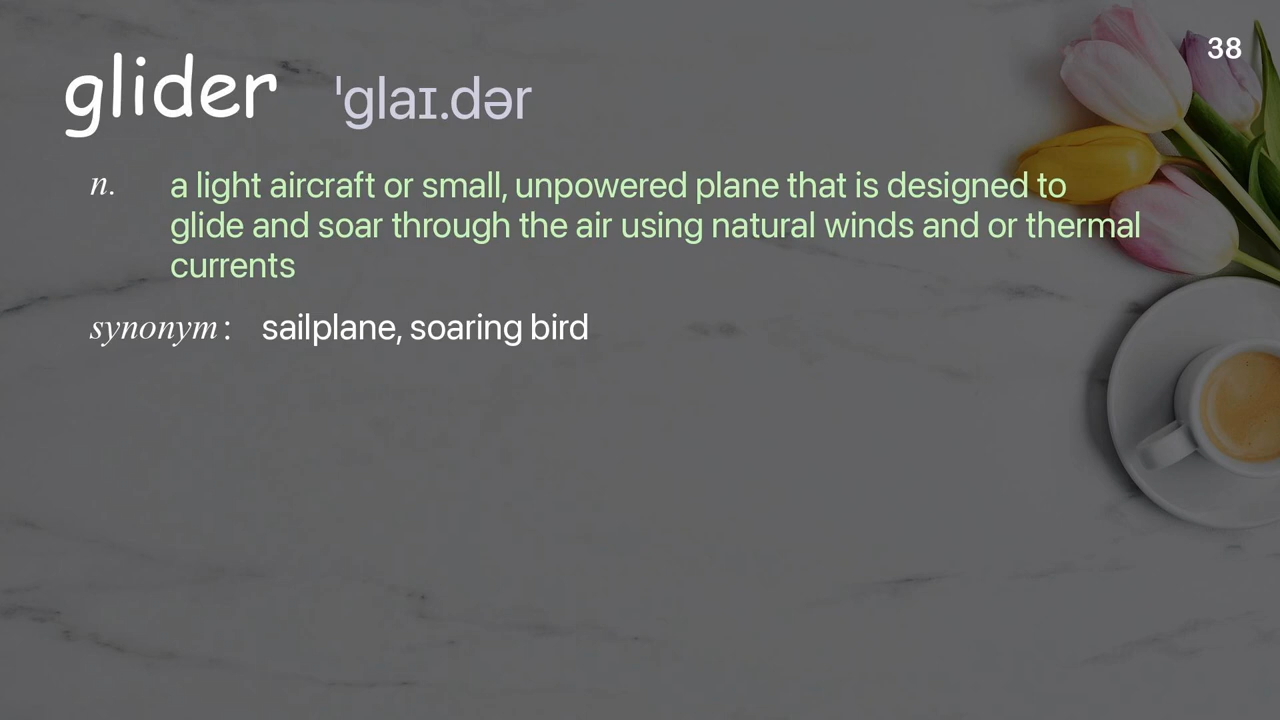 38
glider ˈglaɪ.dər
n. a light aircraft or small, unpowered plane that is designed to
glide and soar through the air using natural winds and or thermal
currents
synonym: sailplane, soaring bird